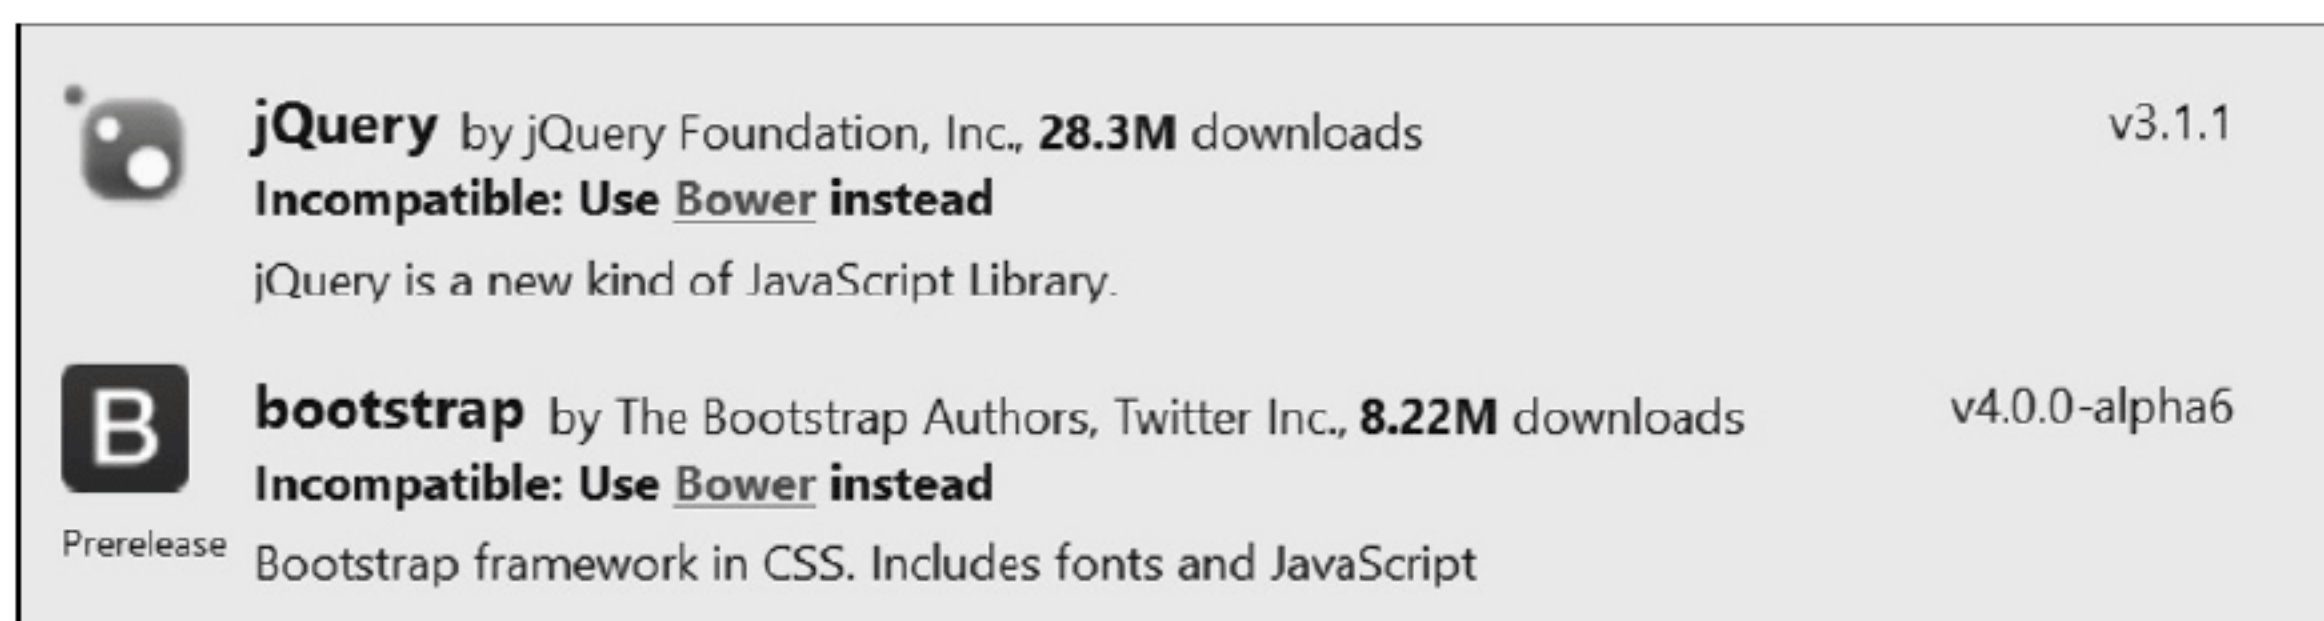 jQuery by jQuery Foundation, Inc., 28.3M downloads v3.1.1
Incompatible: Use Bower instead
jQuery is a new kind of JavaScript Library.
B
bootstrap by The Bootstrap Authors, Twitter Inc., 8.22M downloads v4.0.0-alpha6
Incompatible: Use Bower instead
Prerelease
Bootstrap framework in CSS. Includes fonts and JavaScript